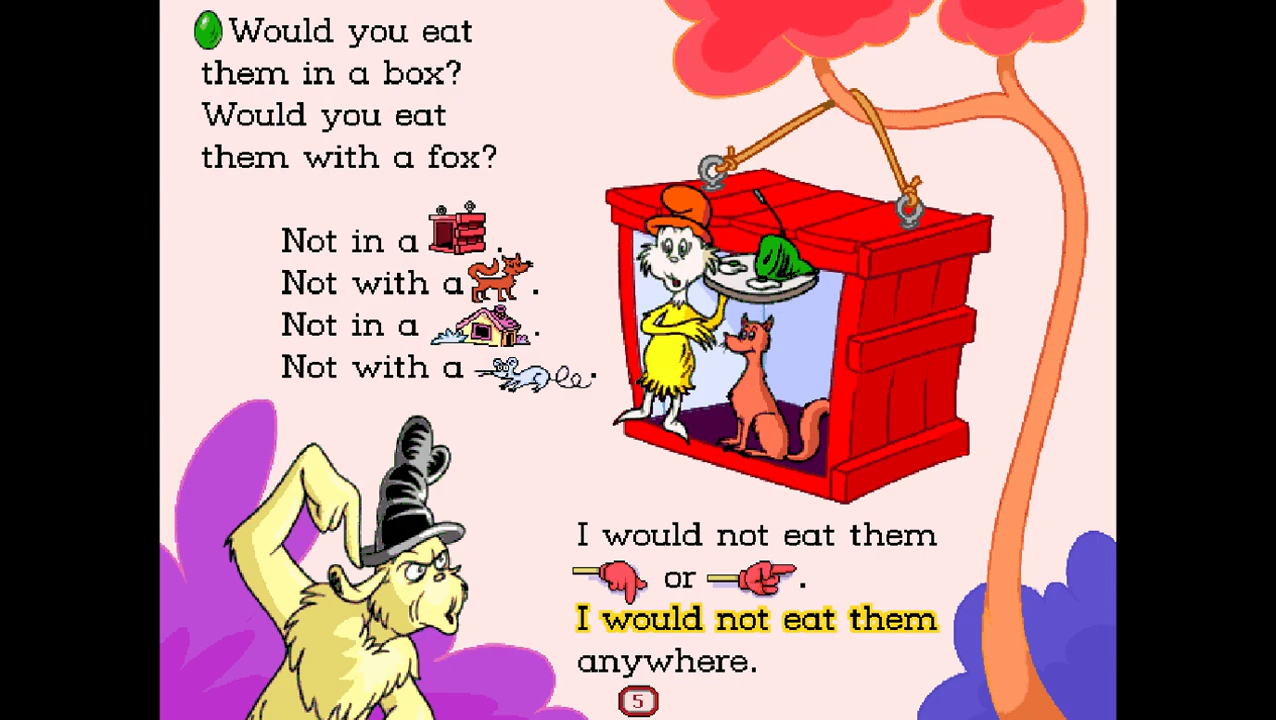 Would you eat
them in a box?
Would you eat
them with a fox?
Not in a .
Not with a .
Not in a .
Not with a .
I would not eat them
or .
I would not eat them
anywhere.
5